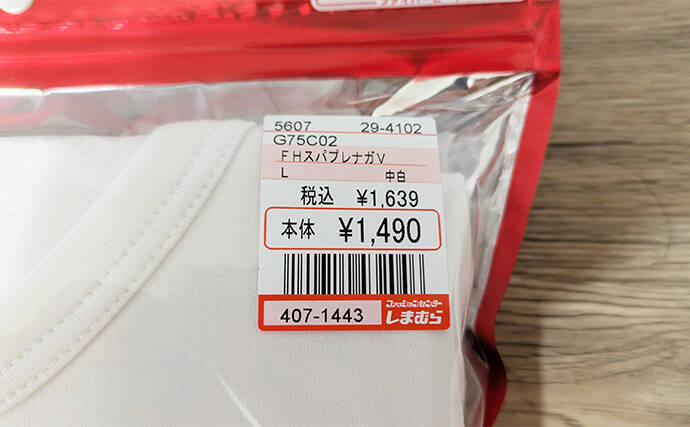 5607 29-4102
G75C02
FHスパプレナガV
L 中白
税込 ¥1,639
本体 ¥1,490
407-1443 ファッションセンター
しまむら